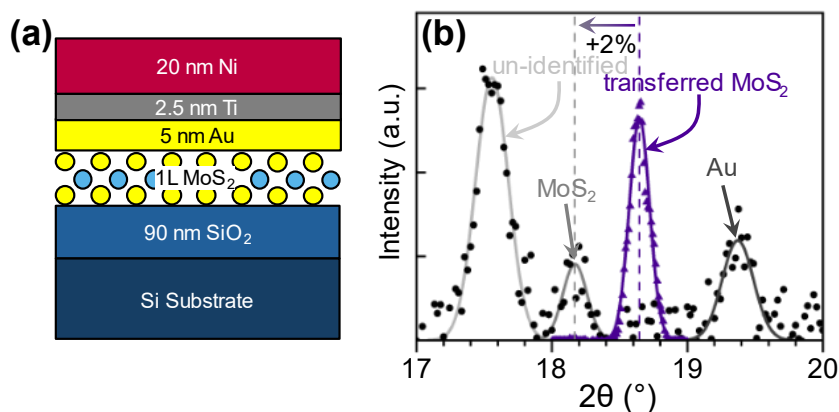 (a)
20 nm Ni
2.5 nm Ti
5 nm Au
1L MoS₂
90 nm SiO₂
Si Substrate
(b)
+2%
un-identified
transferred MoS₂
MoS₂
Au
Intensity (a.u.)
17
18
19
20
2θ (°)